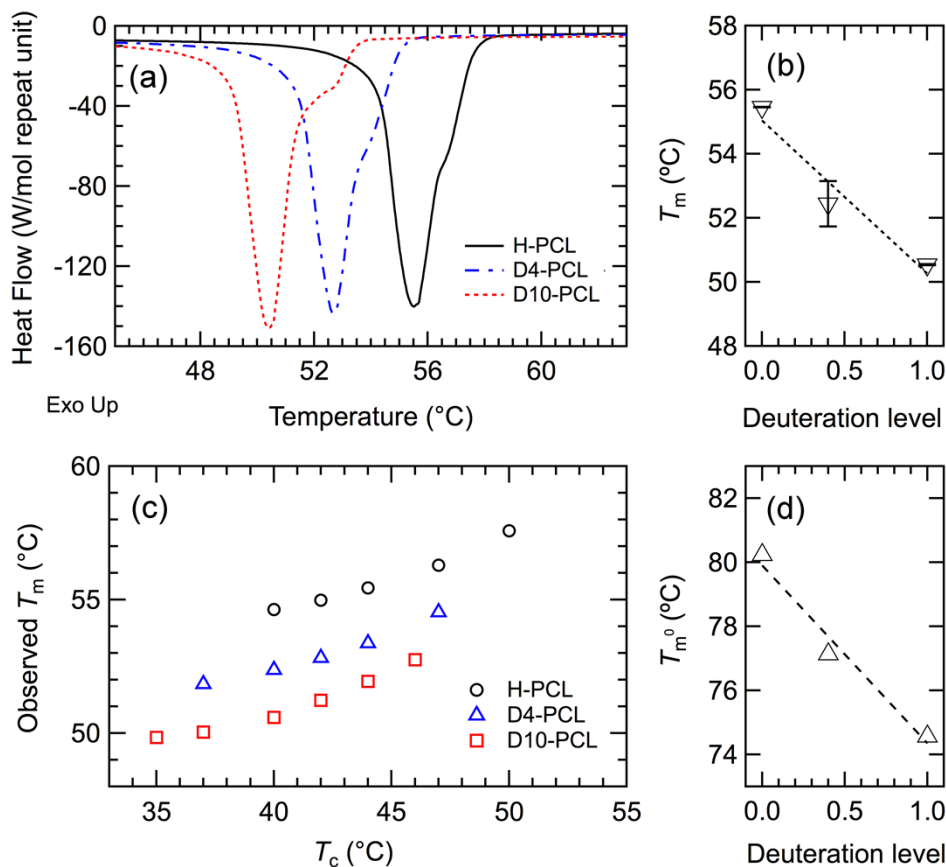 (a)
Heat Flow (W/mol repeat unit)
0
-40
-80
-120
-160
H-PCL
D4-PCL
D10-PCL
48 52 56 60
Exo Up
Temperature (°C)
(b)
Tm (ºC)
58
56
54
52
50
48
0.0 0.5 1.0
Deuteration level
(c)
Observed Tm (°C)
60
55
50
H-PCL
D4-PCL
D10-PCL
35 40 45 50 55
Tc (°C)
(d)
Tm⁰ (ºC)
82
80
78
76
74
0.0 0.5 1.0
Deuteration level